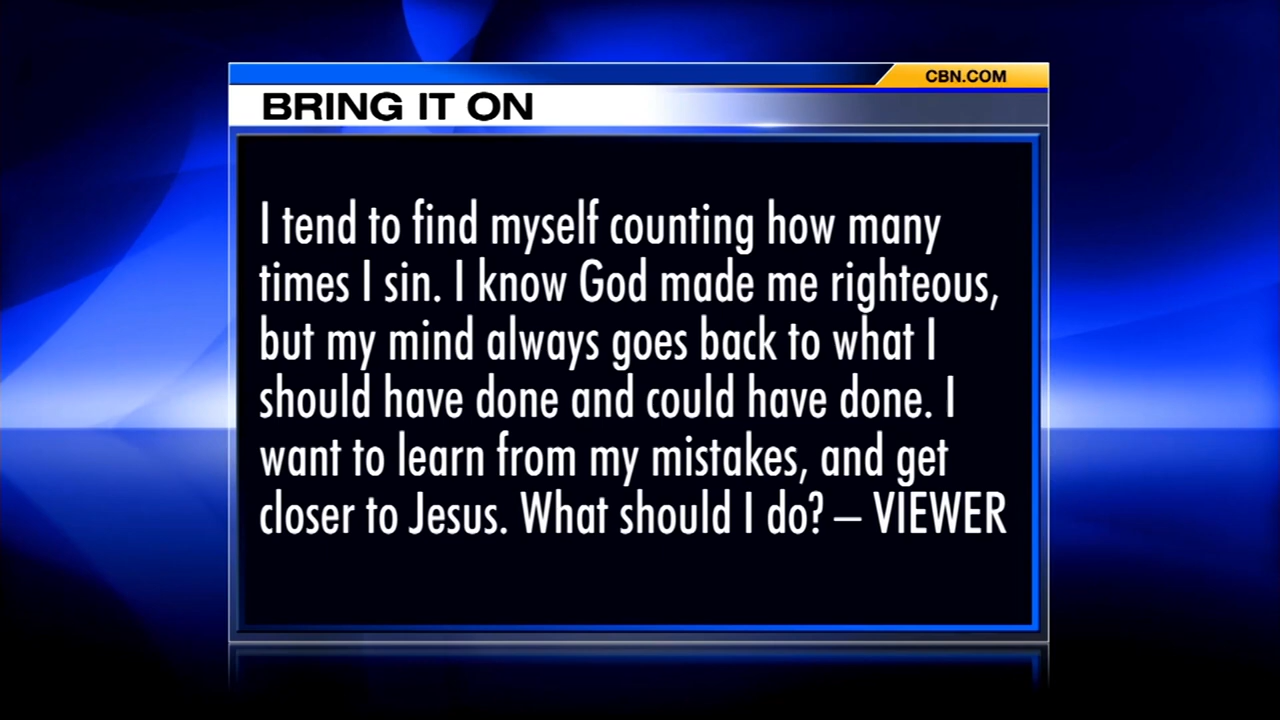 CBN.COM
BRING IT ON
I tend to find myself counting how many
times I sin. I know God made me righteous,
but my mind always goes back to what I
should have done and could have done. I
want to learn from my mistakes, and get
closer to Jesus. What should I do? – VIEWER